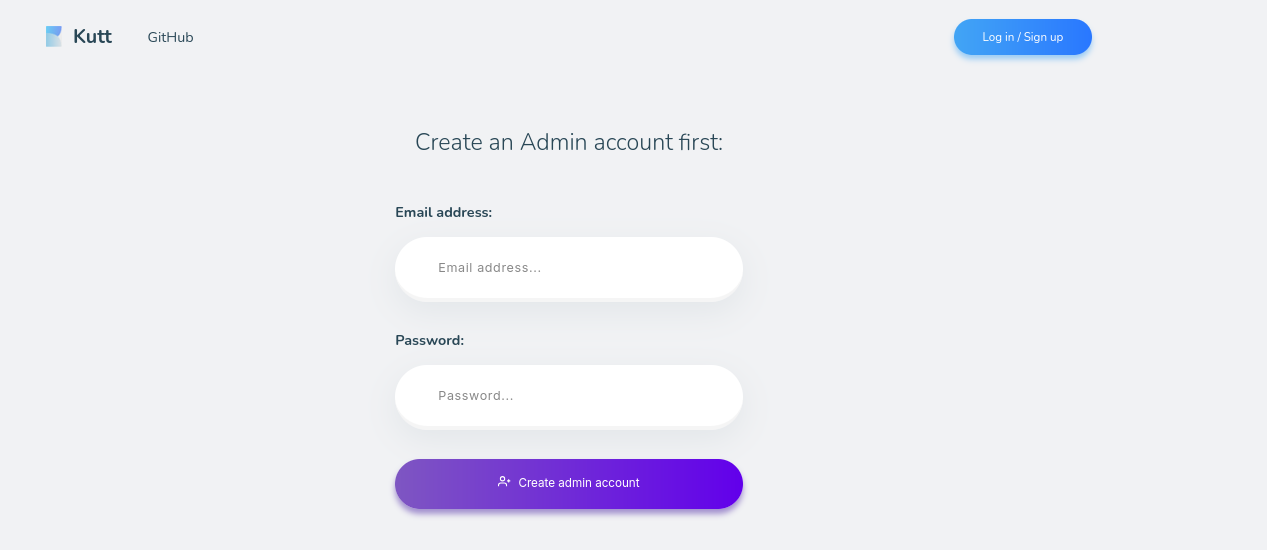 Kutt
GitHub
Log in / Sign up
Create an Admin account first:
Email address:
Email address...
Password:
Password...
Create admin account